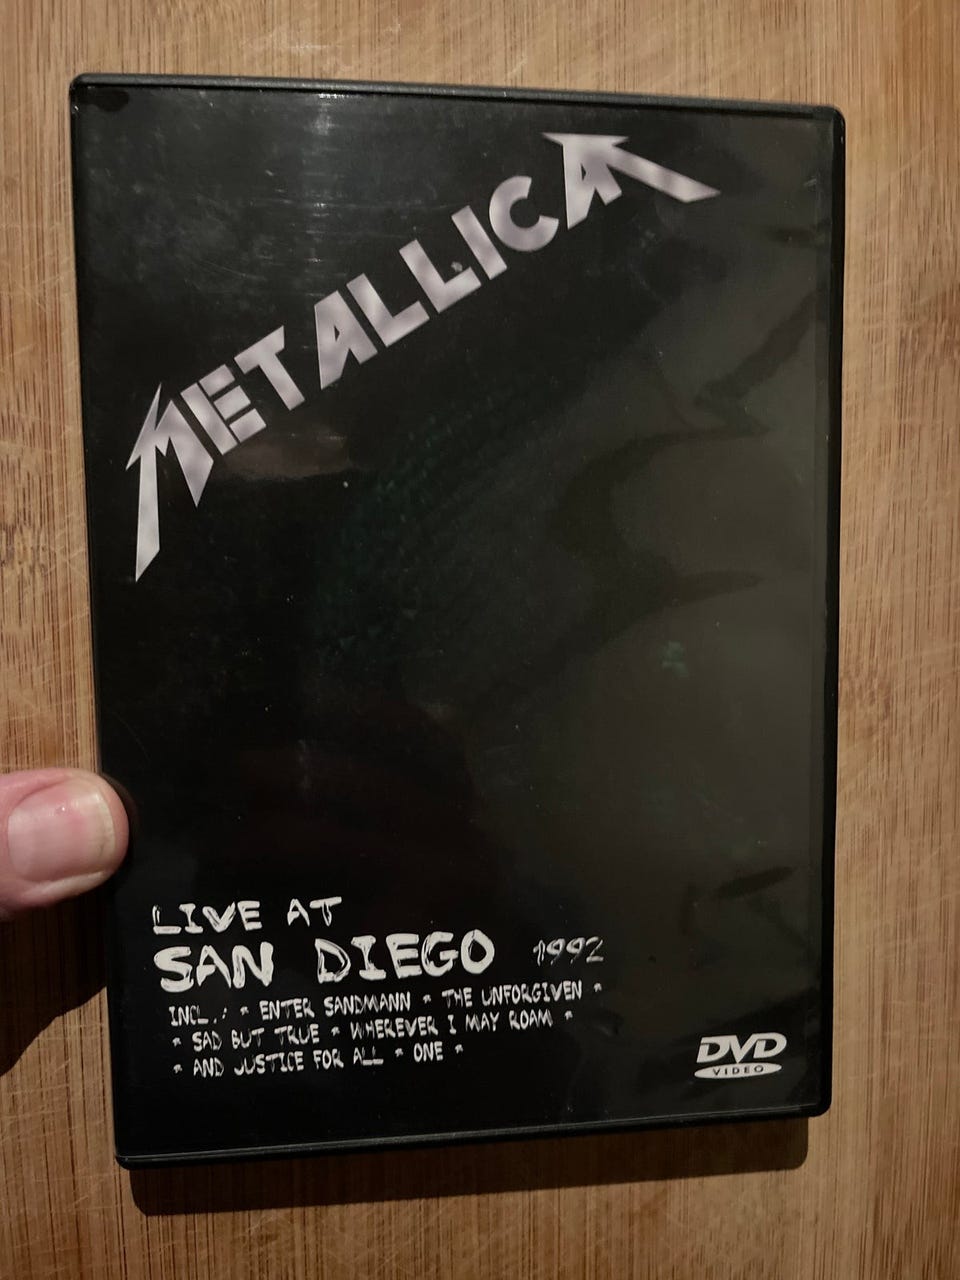 METALLICA
LIVE AT
SAN DIEGO 1992
INCL.: * ENTER SANDMANN * THE UNFORGIVEN *
* SAD BUT TRUE * WHEREVER I MAY ROAM *
* AND JUSTICE FOR ALL * ONE *
DVD
VIDEO